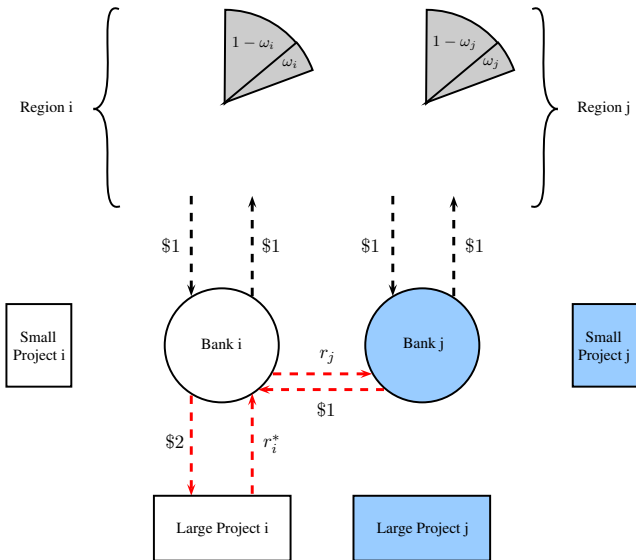 1 − ω_i
ω_i
1 − ω_j
ω_j
Region i
Region j
$1
$1
$1
$1
Small
Project i
Bank i
Bank j
Small
Project j
r_j
$1
$2
r_i^*
Large Project i
Large Project j